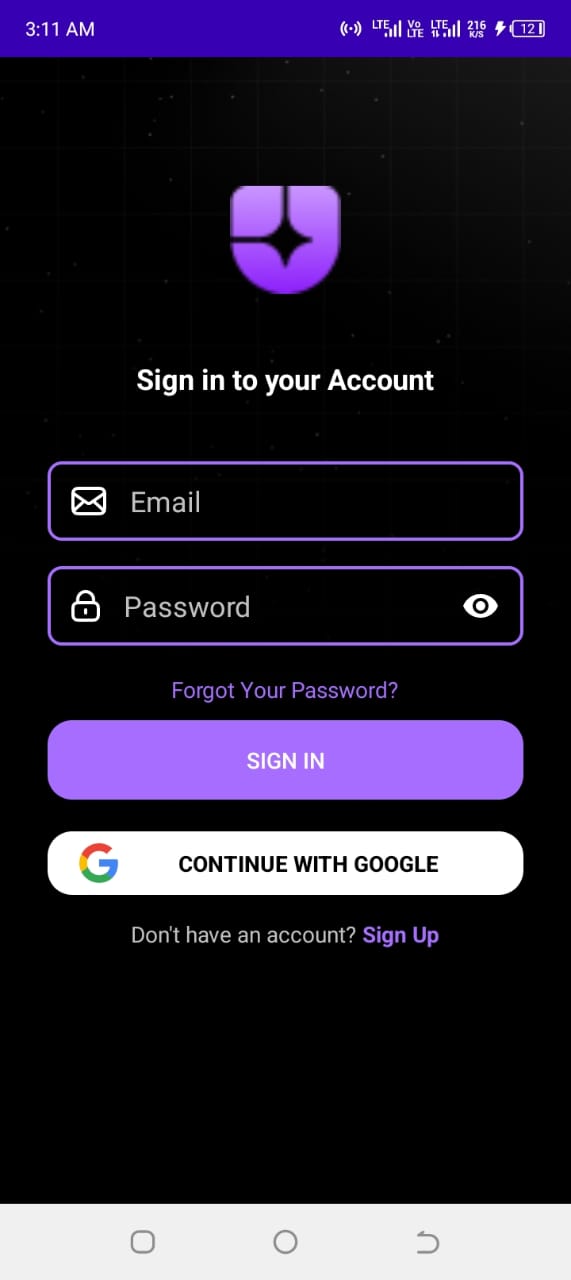 3:11 AM LTE Vo LTE LTE 216 K/S 12
Sign in to your Account
Email
Password
Forgot Your Password?
SIGN IN
CONTINUE WITH GOOGLE
Don't have an account? Sign Up